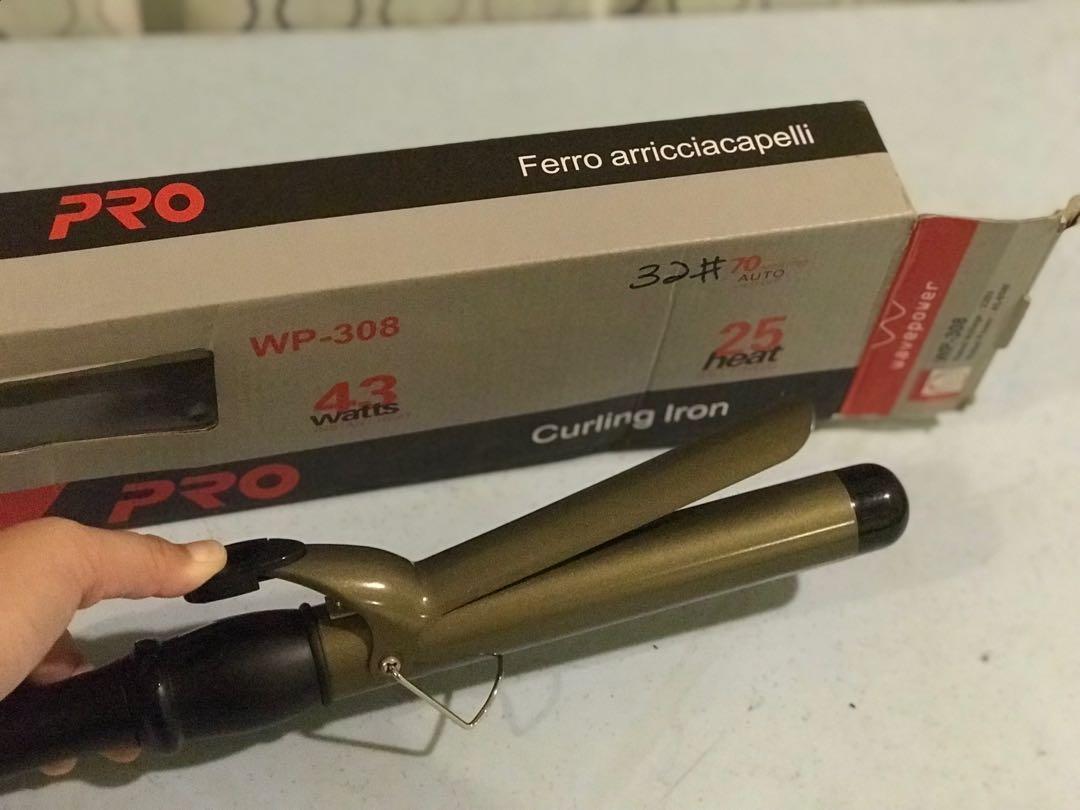 Ferro arricciacapelli
PRO
32#
70
AUTO
WP-308
25
heat
43
watts
Curling Iron
PRO
wavepower
WP-308